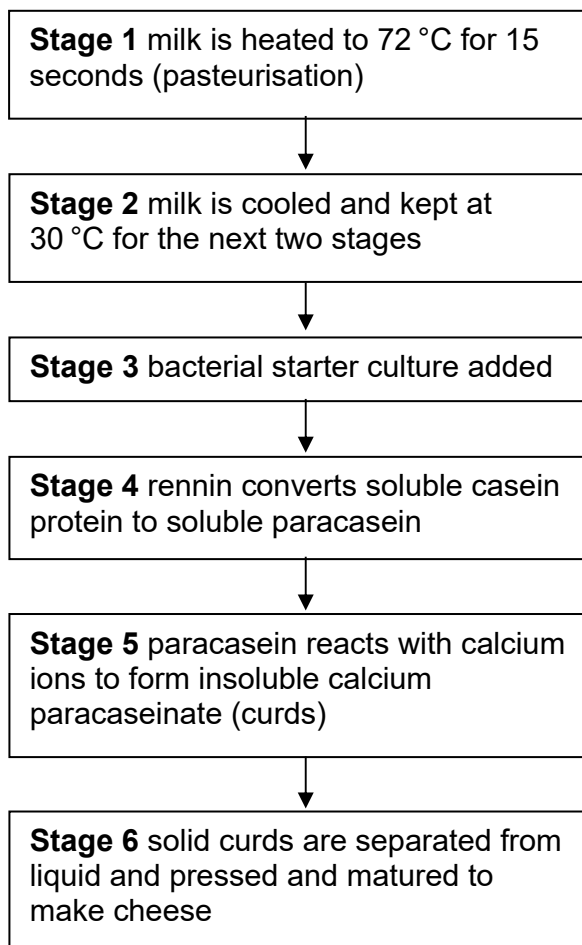 Stage 1 milk is heated to 72 °C for 15
seconds (pasteurisation)
Stage 2 milk is cooled and kept at
30 °C for the next two stages
Stage 3 bacterial starter culture added
Stage 4 rennin converts soluble casein
protein to soluble paracasein
Stage 5 paracasein reacts with calcium
ions to form insoluble calcium
paracaseinate (curds)
Stage 6 solid curds are separated from
liquid and pressed and matured to
make cheese